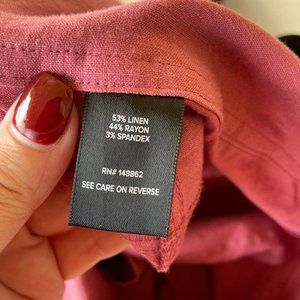 53% LINEN
44% RAYON
3% SPANDEX
RN# 148862
SEE CARE ON REVERSE